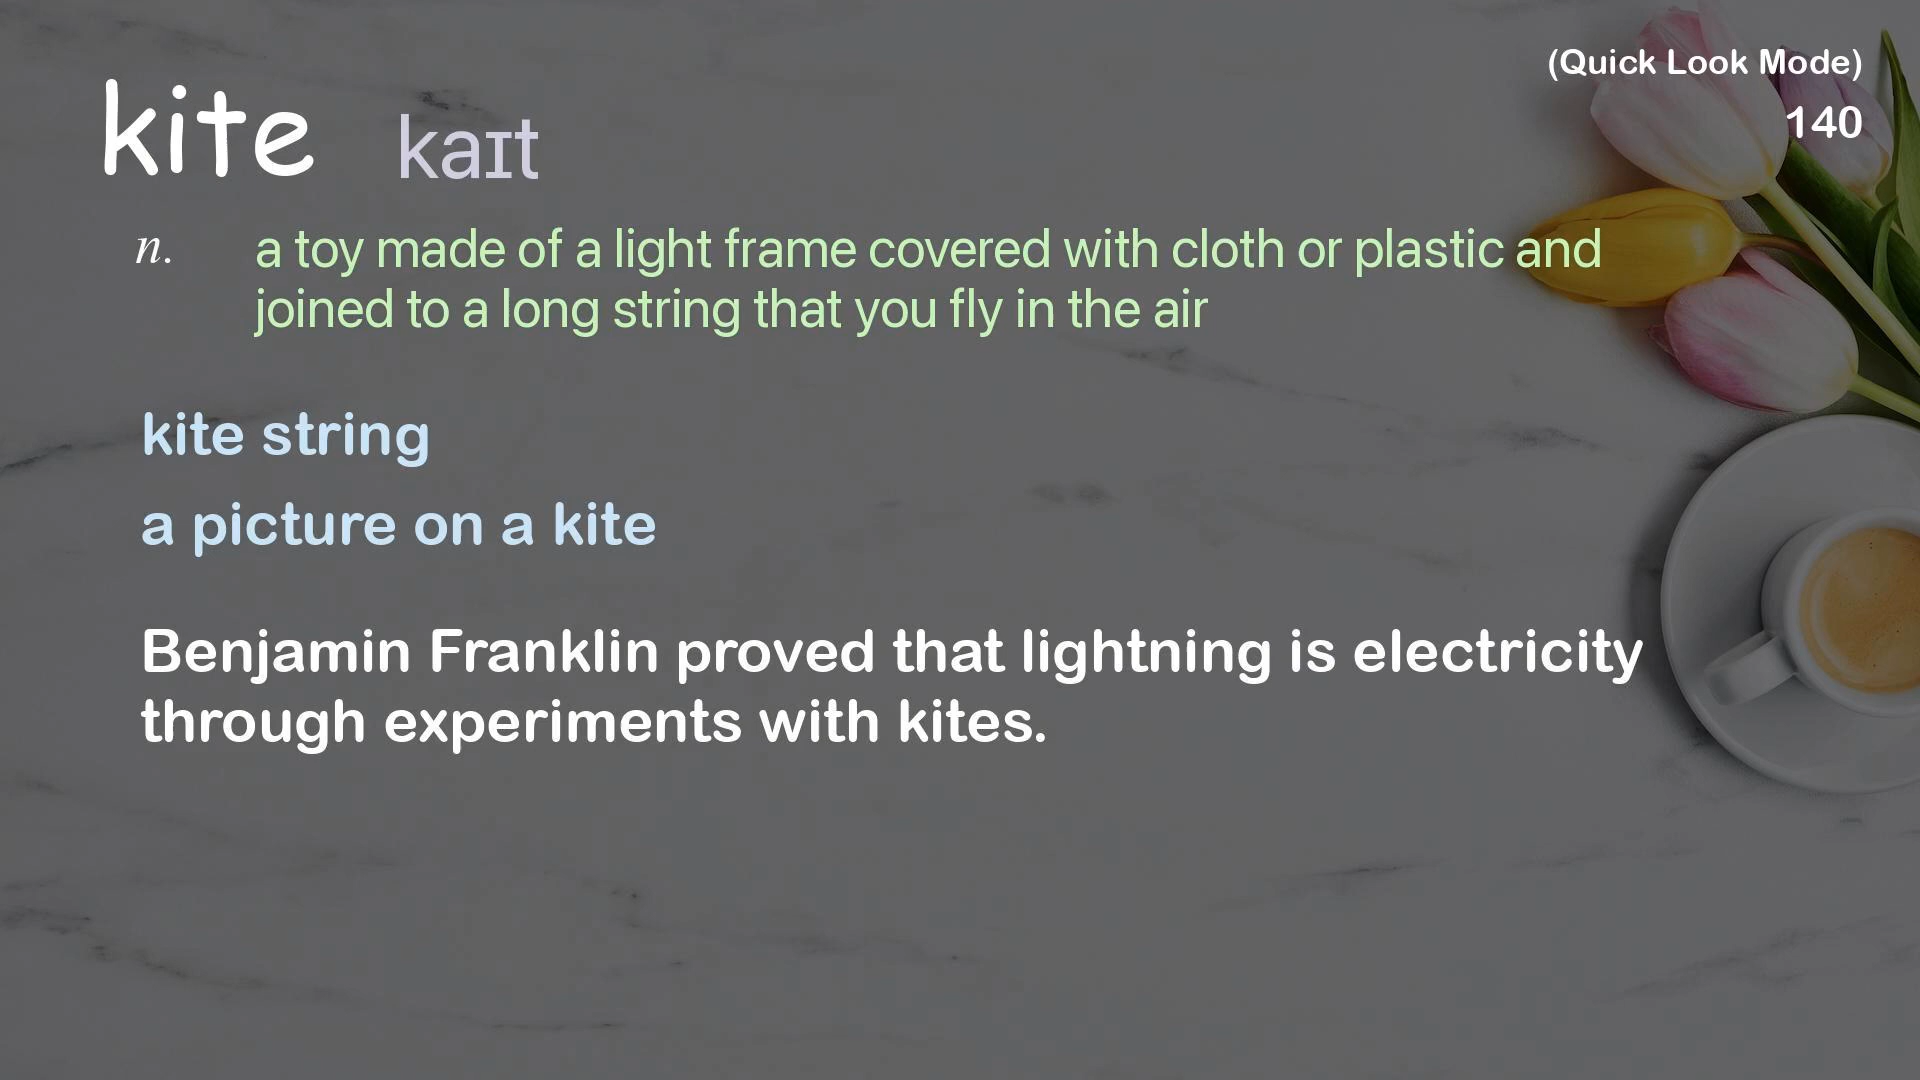 (Quick Look Mode)
140
kite kaɪt
n. a toy made of a light frame covered with cloth or plastic and
joined to a long string that you fly in the air
kite string
a picture on a kite
Benjamin Franklin proved that lightning is electricity
through experiments with kites.